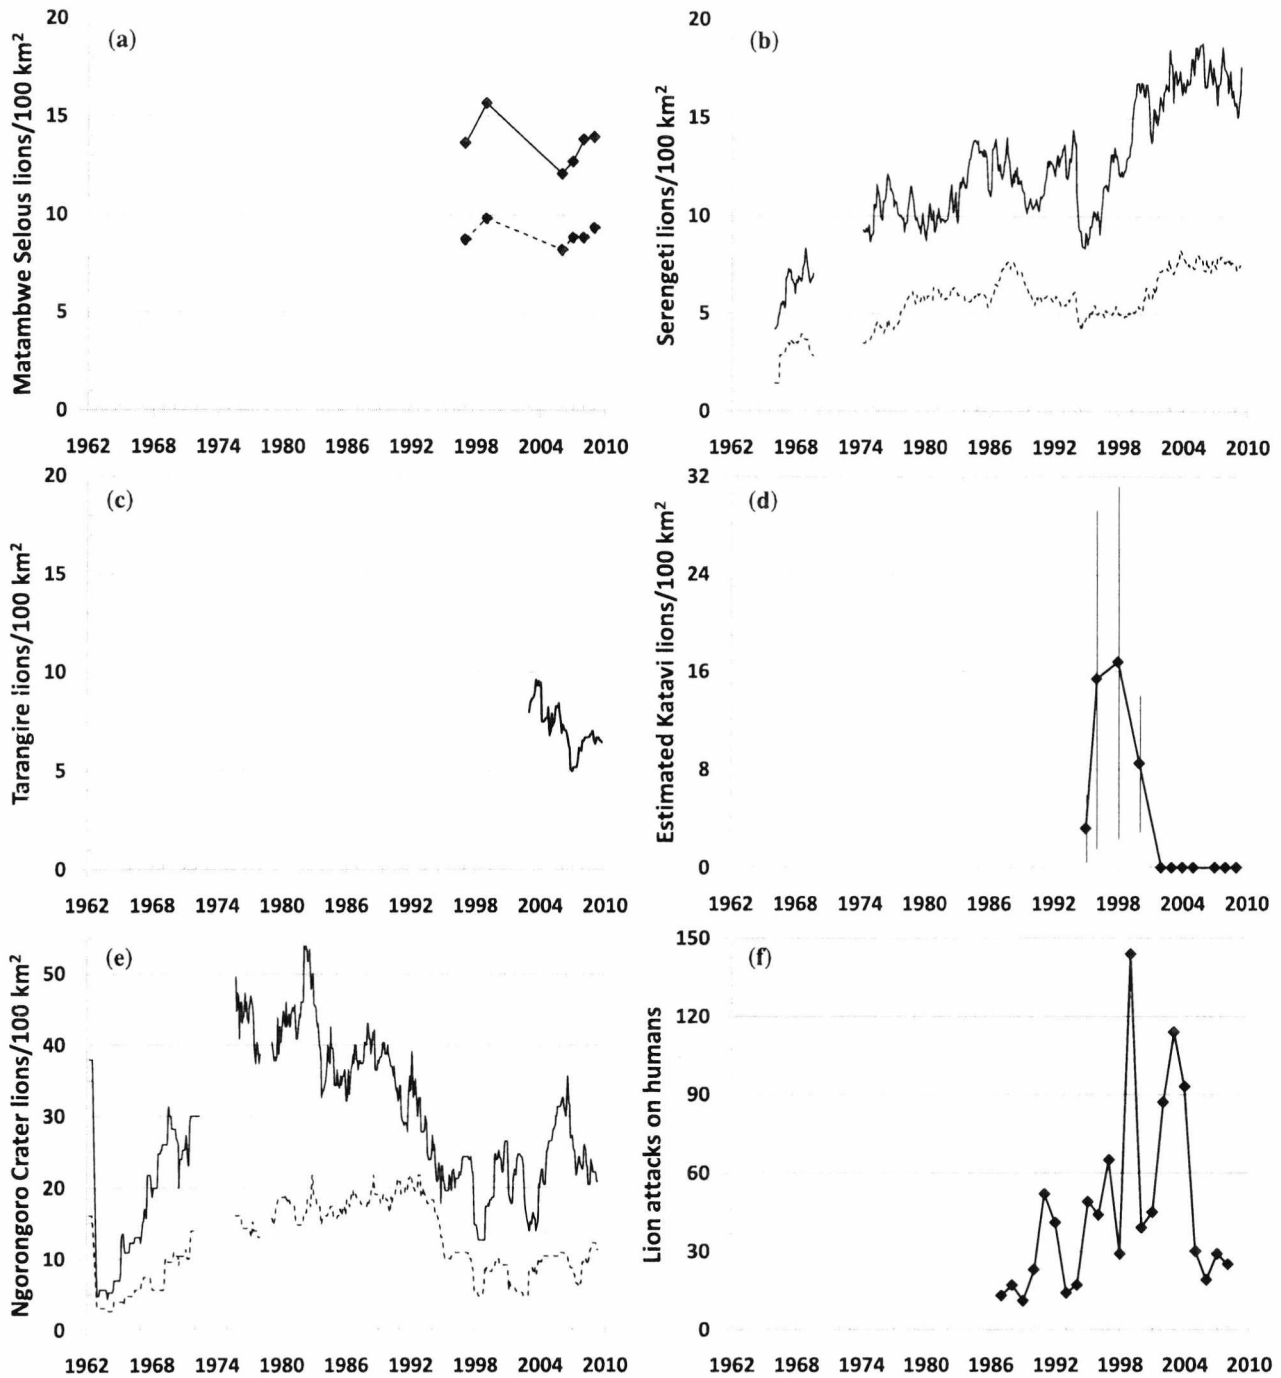 (a)
Matambwe Selous lions/100 km²
20
15
10
5
0
1962 1968 1974 1980 1986 1992 1998 2004 2010
(b)
Serengeti lions/100 km²
20
15
10
5
0
1962 1968 1974 1980 1986 1992 1998 2004 2010
(c)
Tarangire lions/100 km²
20
15
10
5
0
1962 1968 1974 1980 1986 1992 1998 2004 2010
(d)
Estimated Katavi lions/100 km²
32
24
16
8
0
1962 1968 1974 1980 1986 1992 1998 2004 2010
(e)
Ngorongoro Crater lions/100 km²
50
40
30
20
10
0
1962 1968 1974 1980 1986 1992 1998 2004 2010
(f)
Lion attacks on humans
150
120
90
60
30
0
1962 1968 1974 1980 1986 1992 1998 2004 2010